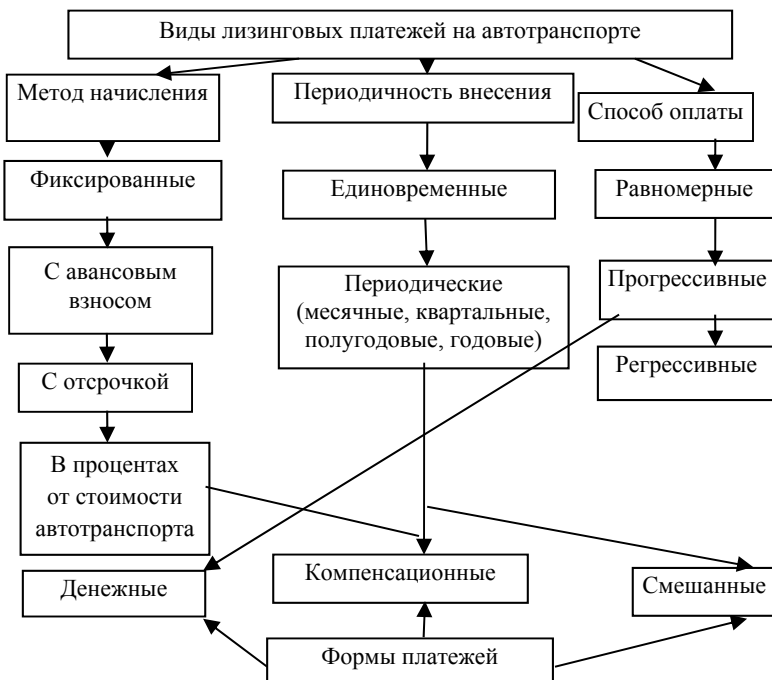 Виды лизинговых платежей на автотранспорте
Метод начисления
Периодичность внесения
Способ оплаты
Фиксированные
Единовременные
Равномерные
С авансовым
взносом
Периодические
(месячные, квартальные,
полугодовые, годовые)
Прогрессивные
С отсрочкой
Регрессивные
В процентах
от стоимости
автотранспорта
Денежные
Компенсационные
Смешанные
Формы платежей